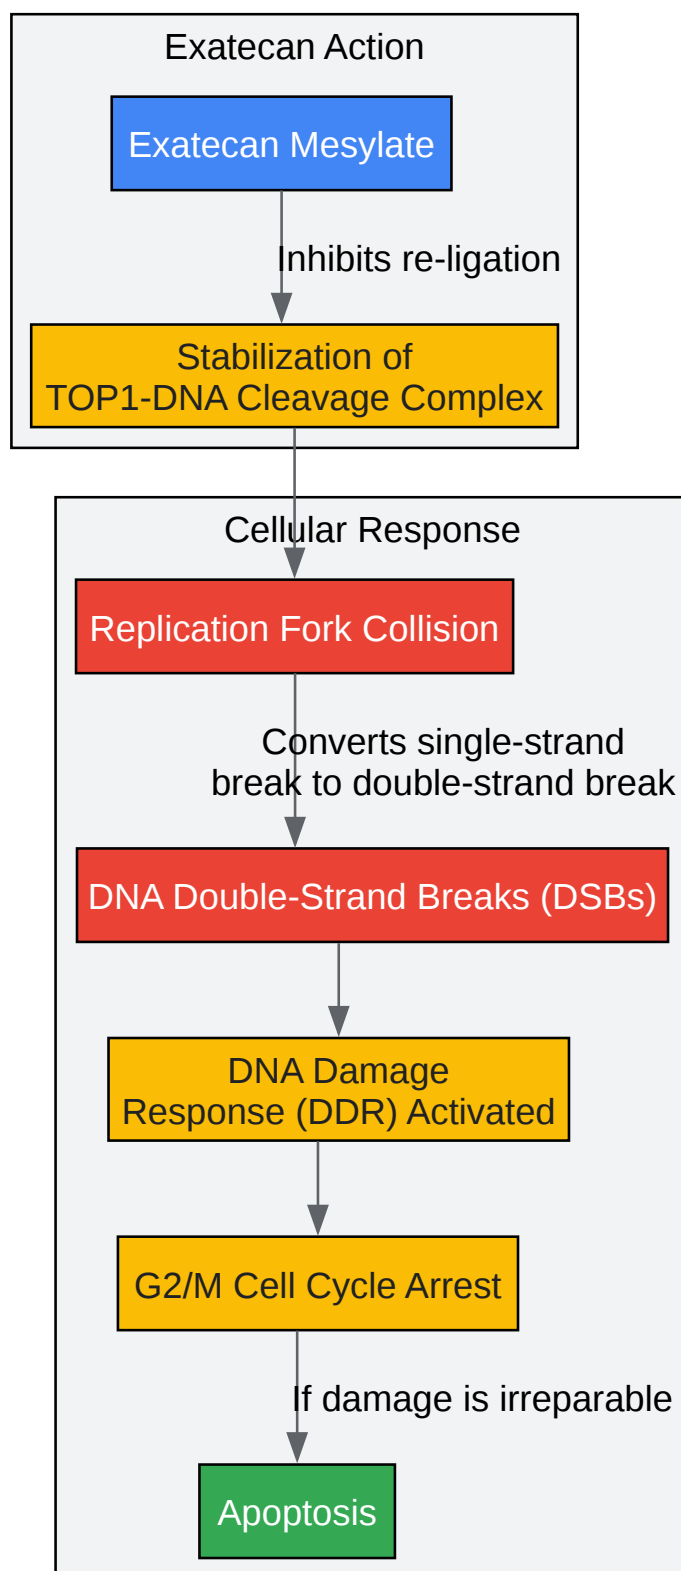 Exatecan Action
Exatecan Mesylate
Inhibits re-ligation
Stabilization of
TOP1-DNA Cleavage Complex
Cellular Response
Replication Fork Collision
Converts single-strand
break to double-strand break
DNA Double-Strand Breaks (DSBs)
DNA Damage
Response (DDR) Activated
G2/M Cell Cycle Arrest
If damage is irreparable
Apoptosis